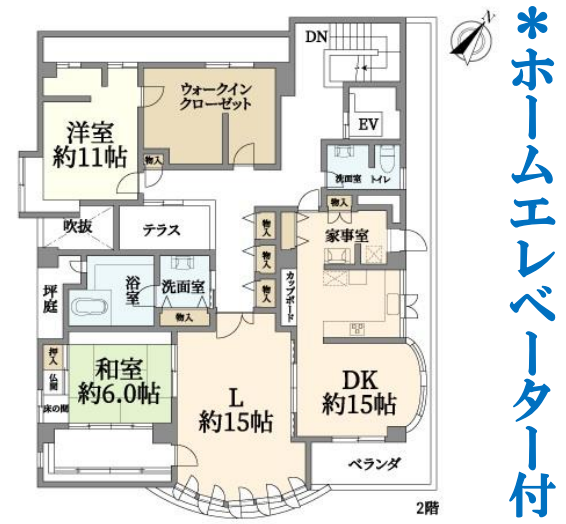 N
*ホームエレベーター付
DN
ウォークイン
クローゼット
EV
洋室
約11帖
物入
洗面室
トイレ
物入
吹抜
テラス
物入
物入
物入
家事室
カップボード
坪庭
浴室
洗面室
物入
押入
仏間
床の間
和室
約6.0帖
L
約15帖
DK
約15帖
ベランダ
2階